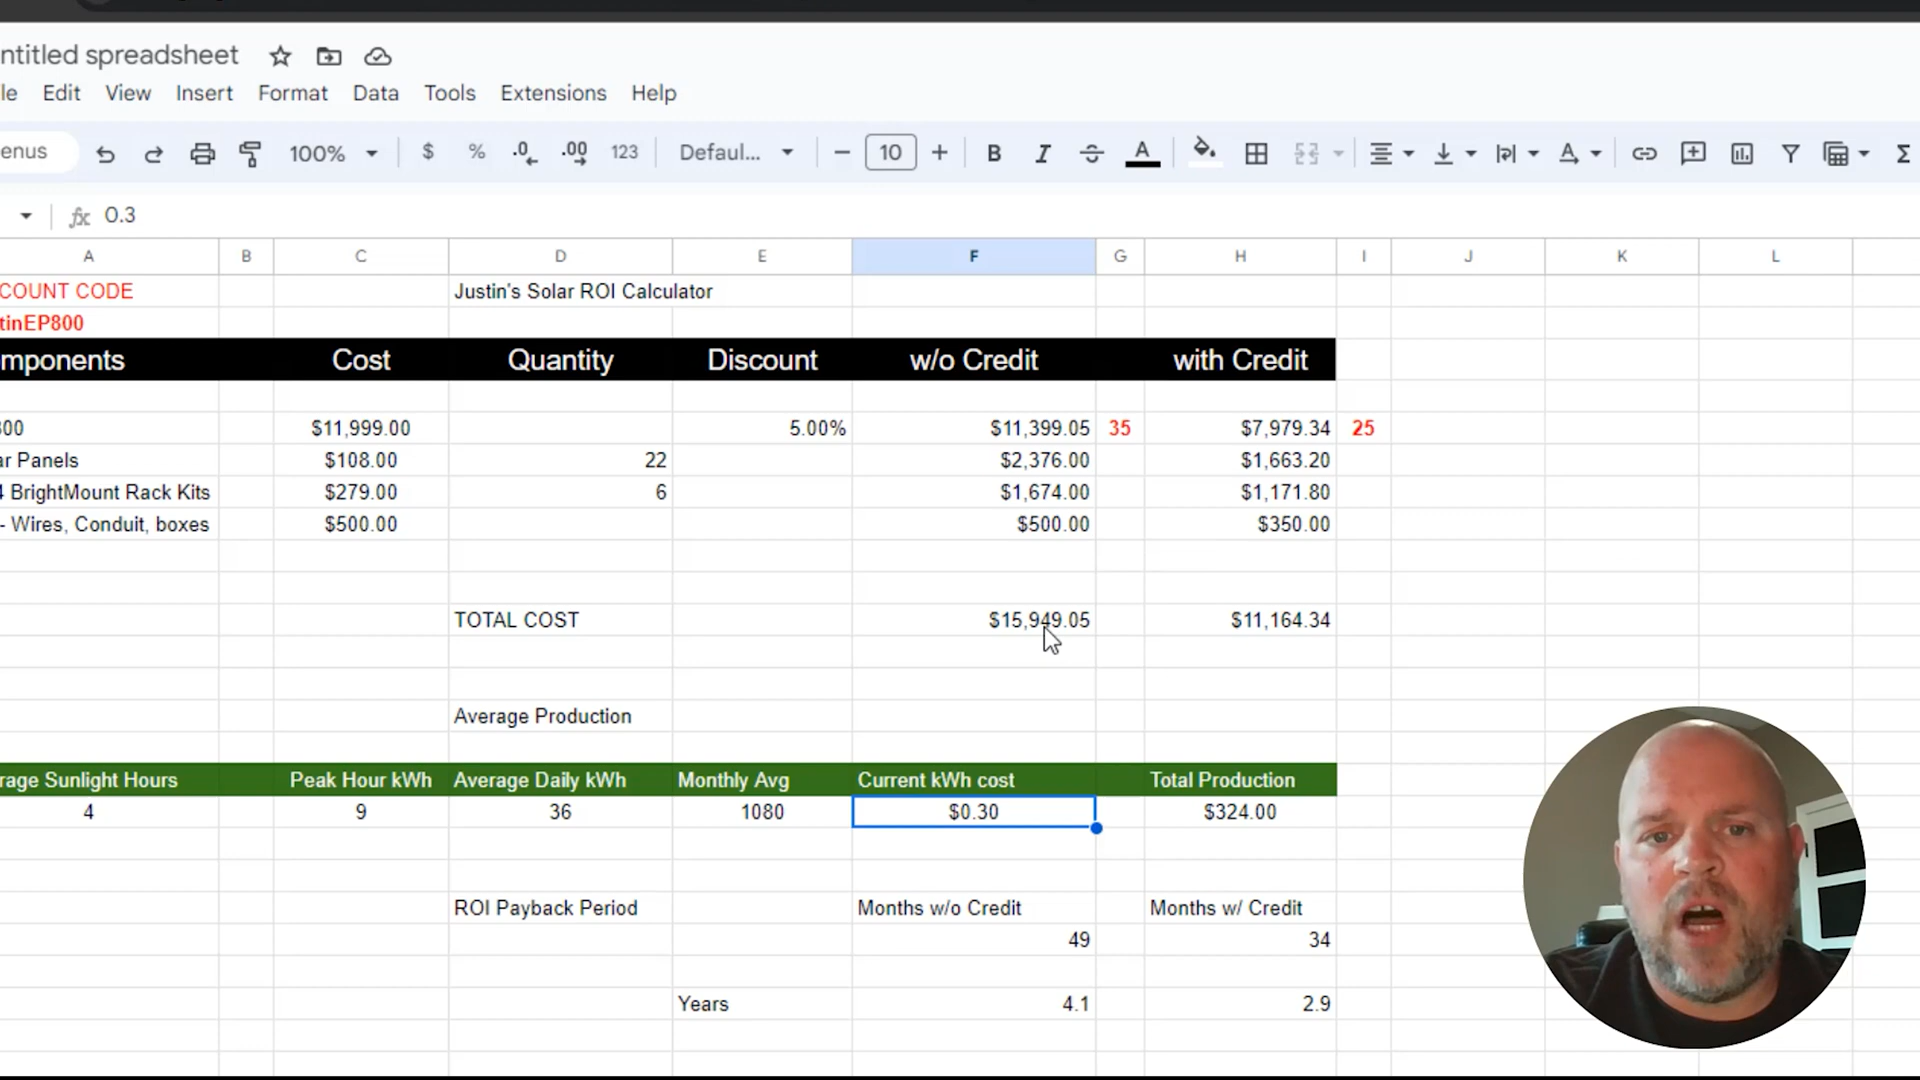 ntitled spreadsheet
le Edit View Insert Format Data Tools Extensions Help
enus 100% $ % .0 .00 123 Defaul... − 10 + B I A Σ
fx 0.3
A B C D E F G H I J K L
COUNT CODE Justin's Solar ROI Calculator
tinEP800
mponents Cost Quantity Discount w/o Credit with Credit
00 $11,999.00 5.00% $11,399.05 35 $7,979.34 25
ar Panels $108.00 22 $2,376.00 $1,663.20
4 BrightMount Rack Kits $279.00 6 $1,674.00 $1,171.80
- Wires, Conduit, boxes $500.00 $500.00 $350.00
TOTAL COST $15,949.05 $11,164.34
Average Production
rage Sunlight Hours Peak Hour kWh Average Daily kWh Monthly Avg Current kWh cost Total Production
4 9 36 1080 $0.30 $324.00
ROI Payback Period Months w/o Credit Months w/ Credit
49 34
Years 4.1 2.9